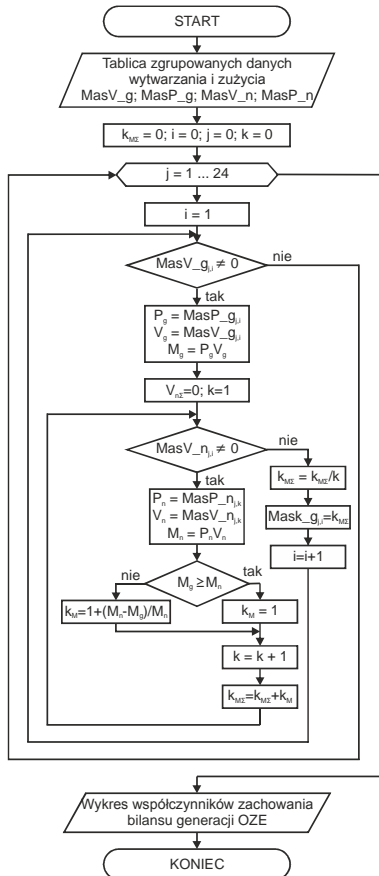 START
Tablica zgrupowanych danych
wytwarzania i zużycia
MasV_g; MasP_g; MasV_n; MasP_n
k_MΣ = 0; i = 0; j = 0; k = 0
j = 1 ... 24
i = 1
MasV_g_j,i ≠ 0
nie
tak
P_g = MasP_g_j,i
V_g = MasV_g_j,i
M_g = P_gV_g
V_nΣ=0; k=1
MasV_n_j,i ≠ 0
nie
tak
k_MΣ = k_MΣ/k
P_n = MasP_n_j,k
V_n = MasV_n_j,k
M_n = P_nV_n
Mask_g_j,i=k_MΣ
i=i+1
nie
M_g ≥M_n
tak
k_M=1+(M_n-M_g)/M_n
k_M = 1
k = k + 1
k_MΣ=k_MΣ+k_M
Wykres współczynników zachowania
bilansu generacji OZE
KONIEC